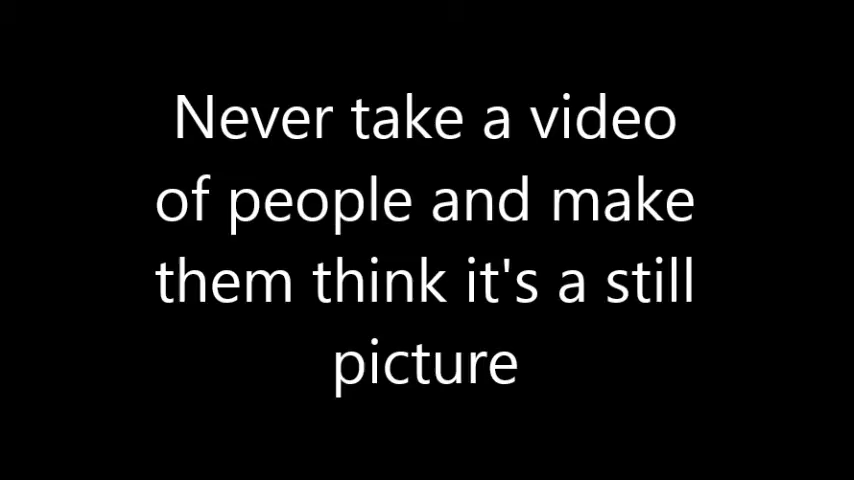 Never take a video
of people and make
them think it's a still
picture